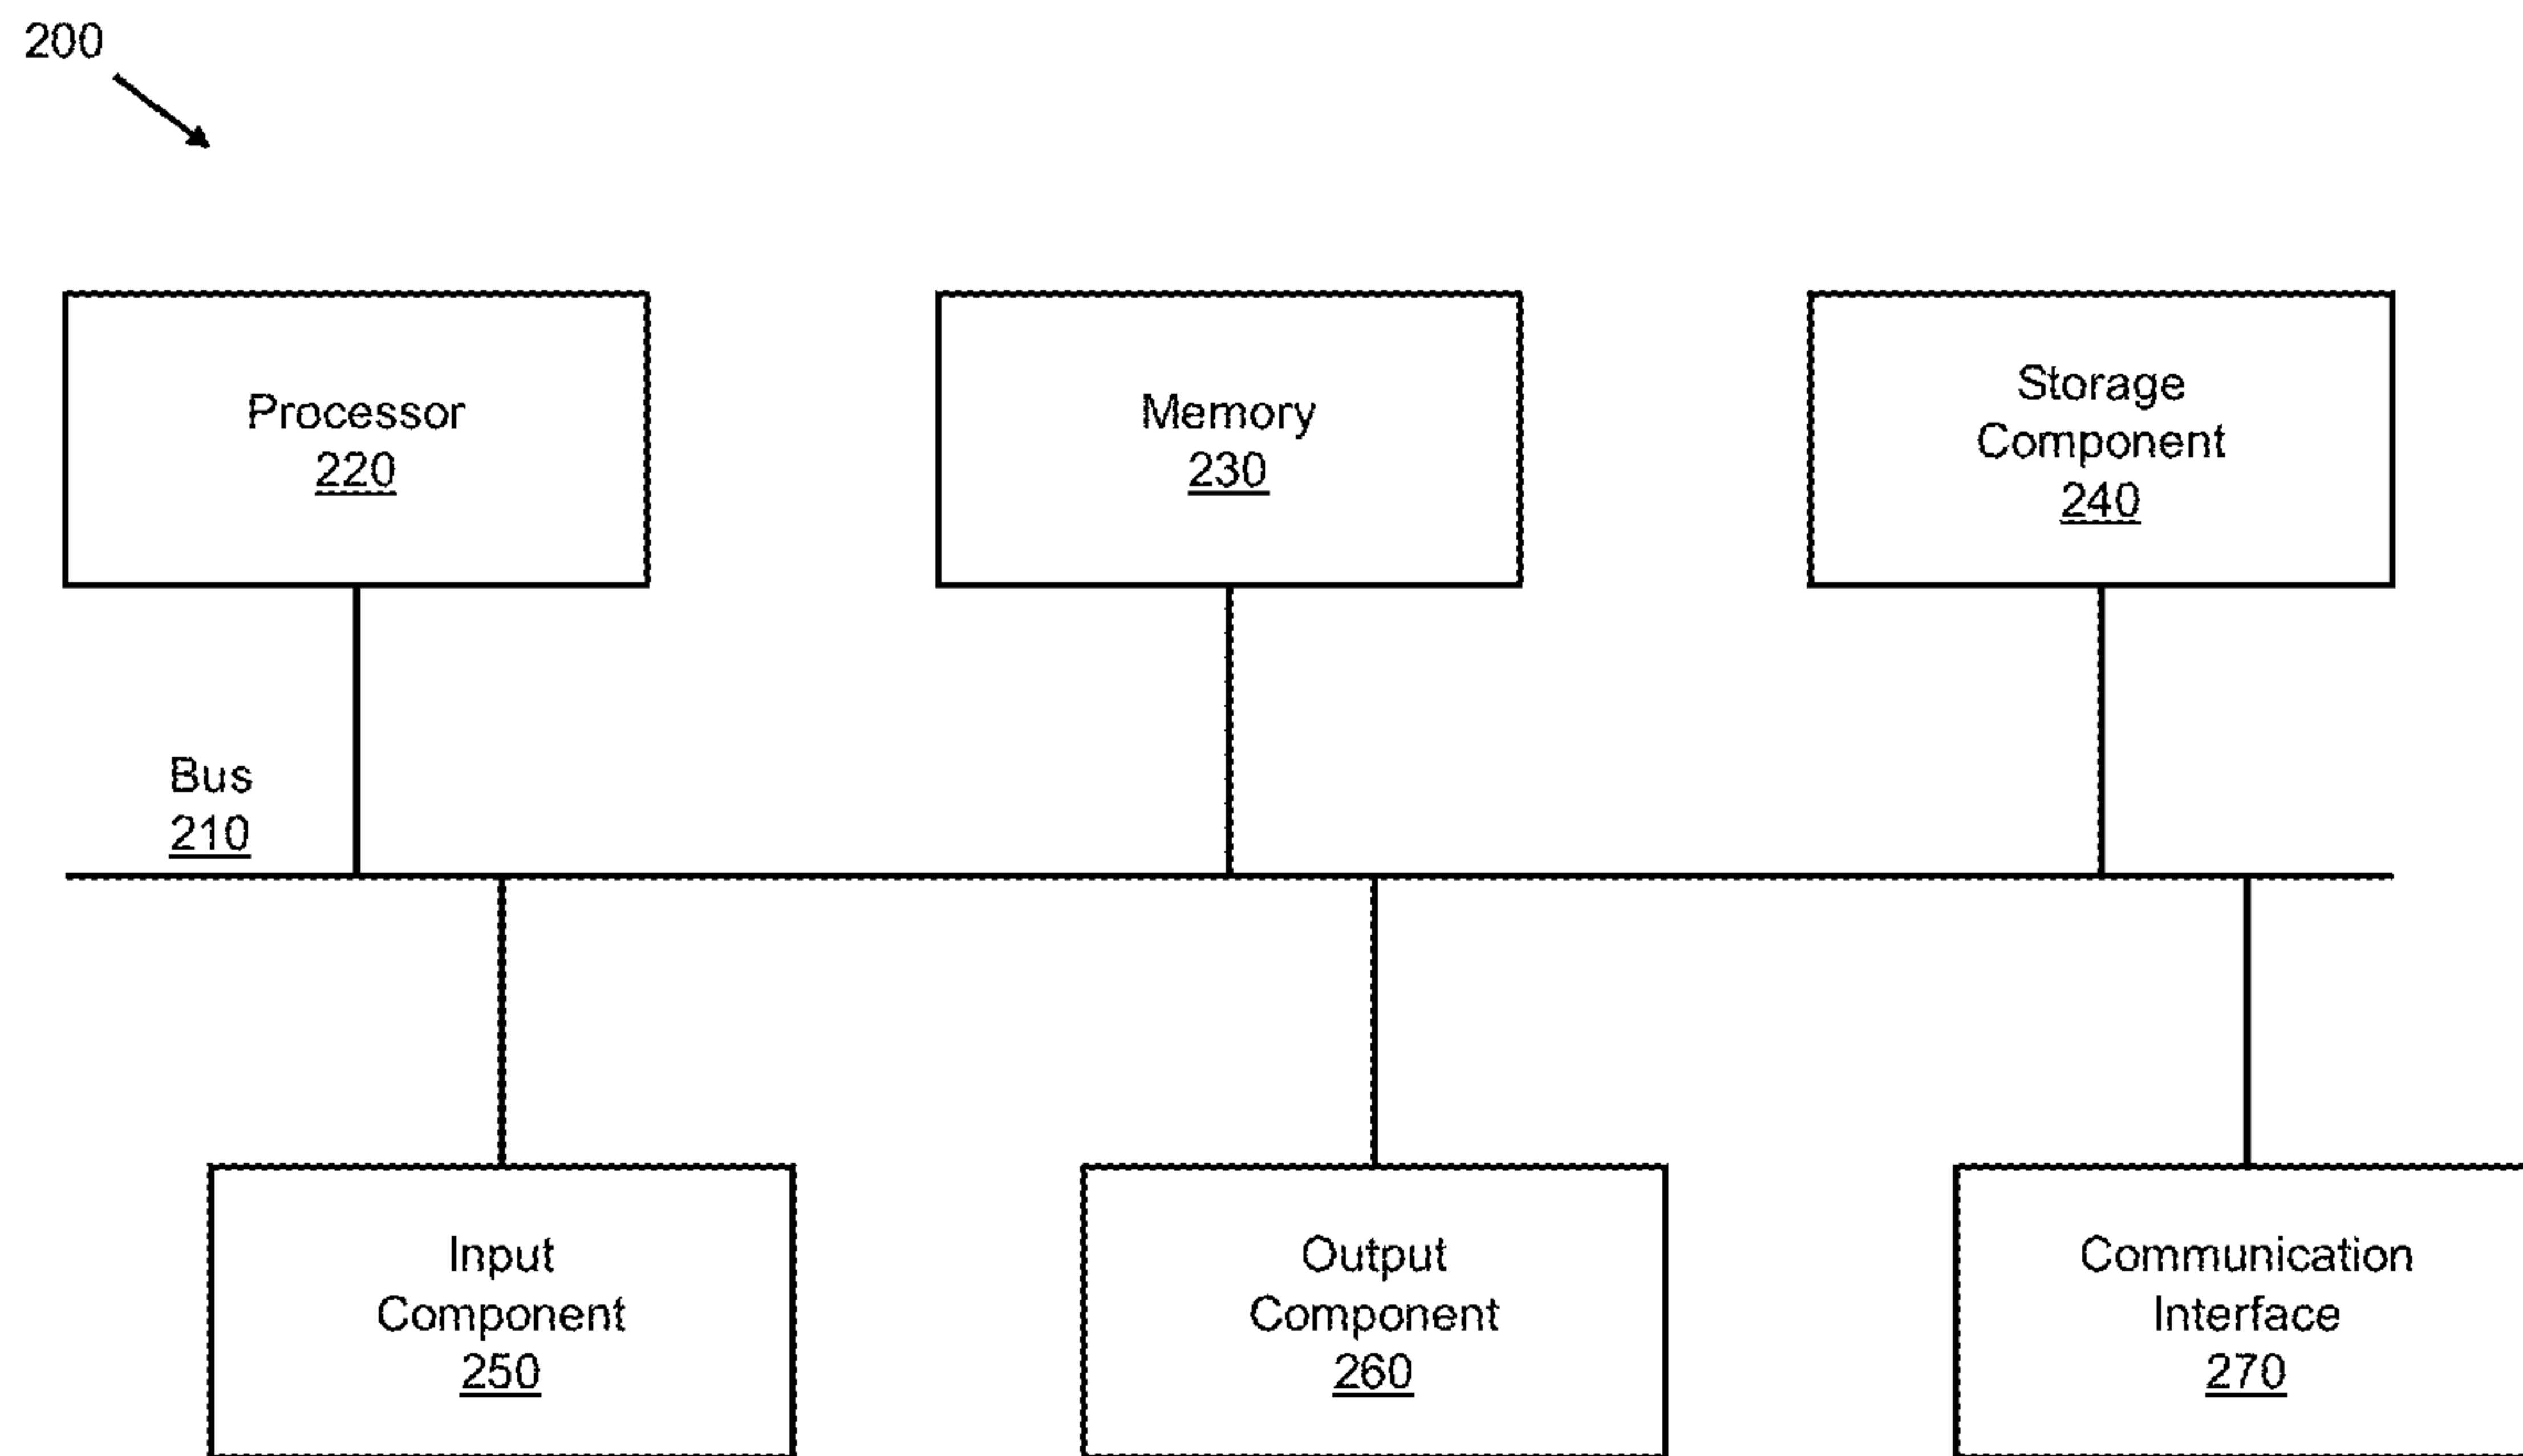 200
Processor
220
Memory
230
Storage
Component
240
Bus
210
Input
Component
250
Output
Component
260
Communication
Interface
270